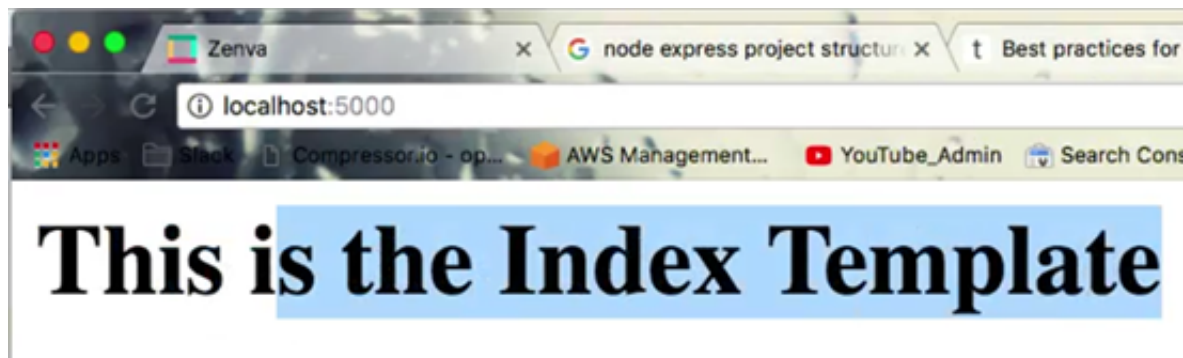 Zenva
node express project structur
t Best practices for
localhost:5000
Apps Slack Compressor.io - op... AWS Management... YouTube_Admin Search Cons
This is the Index Template